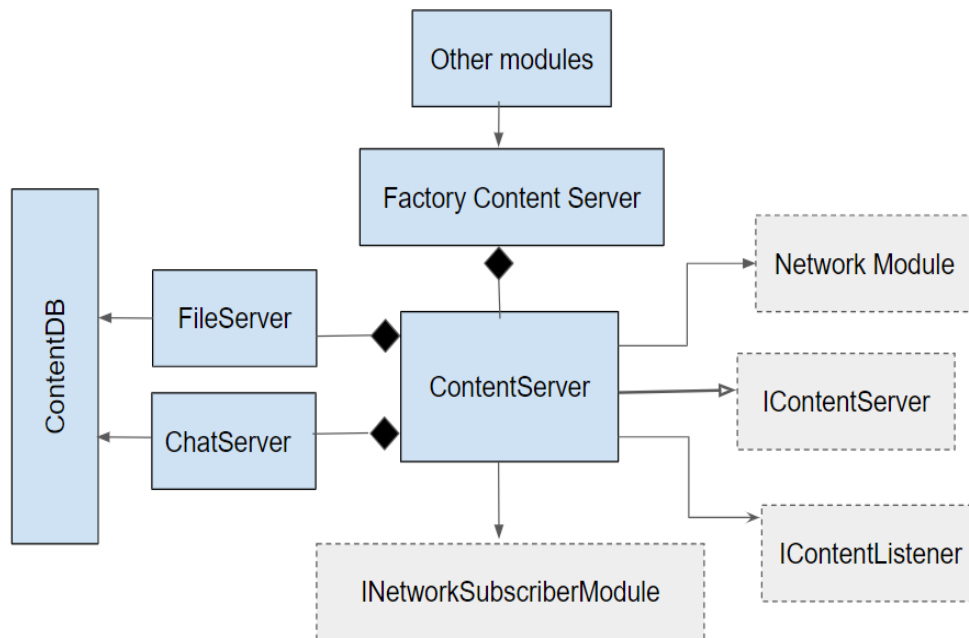 Other modules
Factory Content Server
Network Module
FileServer
ContentDB
ContentServer
IContentServer
ChatServer
IContentListener
INetworkSubscriberModule